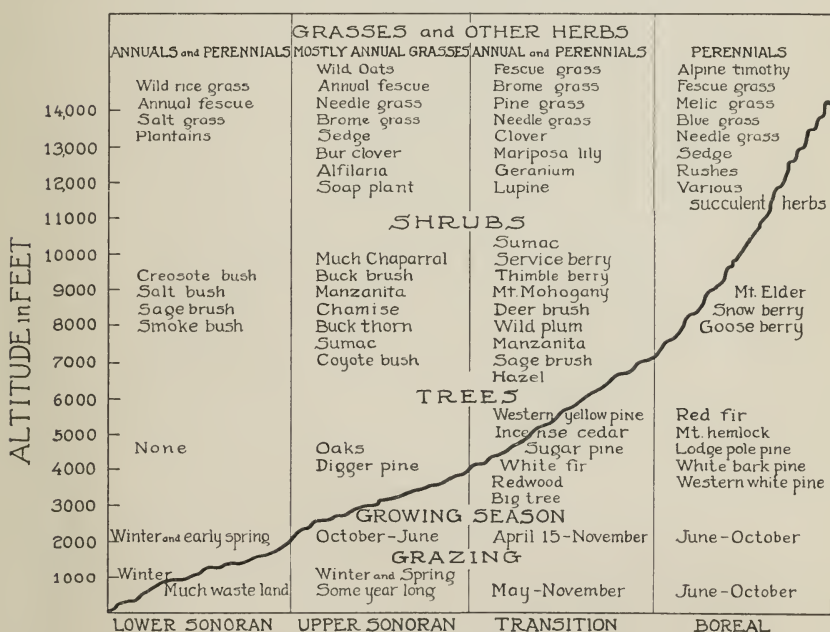 GRASSES and OTHER HERBS
ANNUALS and PERENNIALS
Wild rice grass
Annual fescue
Salt grass
Plantains
MOSTLY ANNUAL GRASSES
Wild Oats
Annual fescue
Needle grass
Brome grass
Sedge
Bur clover
Alfilaria
Soap plant
ANNUAL and PERENNIALS
Fescue grass
Brome grass
Pine grass
Needle grass
Clover
Mariposa lily
Geranium
Lupine
PERENNIALS
Alpine timothy
Fescue grass
Melic grass
Blue grass
Needle grass
Sedge
Rushes
Various
succulent herbs
SHRUBS
Creosote bush
Salt bush
Sage brush
Smoke bush
Much Chaparral
Buck brush
Manzanita
Chamise
Buck thorn
Sumac
Coyote bush
Sumac
Service berry
Thimble berry
Mt. Mohogany
Deer brush
Wild plum
Manzanita
Sage brush
Hazel
Mt. Elder
Snow berry
Goose berry
TREES
None
Oaks
Digger pine
Western yellow pine
Incense cedar
Sugar pine
White fir
Redwood
Big tree
Red fir
Mt. hemlock
Lodge pole pine
White bark pine
Western white pine
GROWING SEASON
Winter and early spring
October-June
April 15-November
June-October
GRAZING
Winter
Much waste land
Winter and Spring
Some year long
May-November
June-October
ALTITUDE in FEET
14,000
13,000
12,000
11000
10000
9000
8000
7000
6000
5000
4000
3000
2000
1000
LOWER SONORAN
UPPER SONORAN
TRANSITION
BOREAL